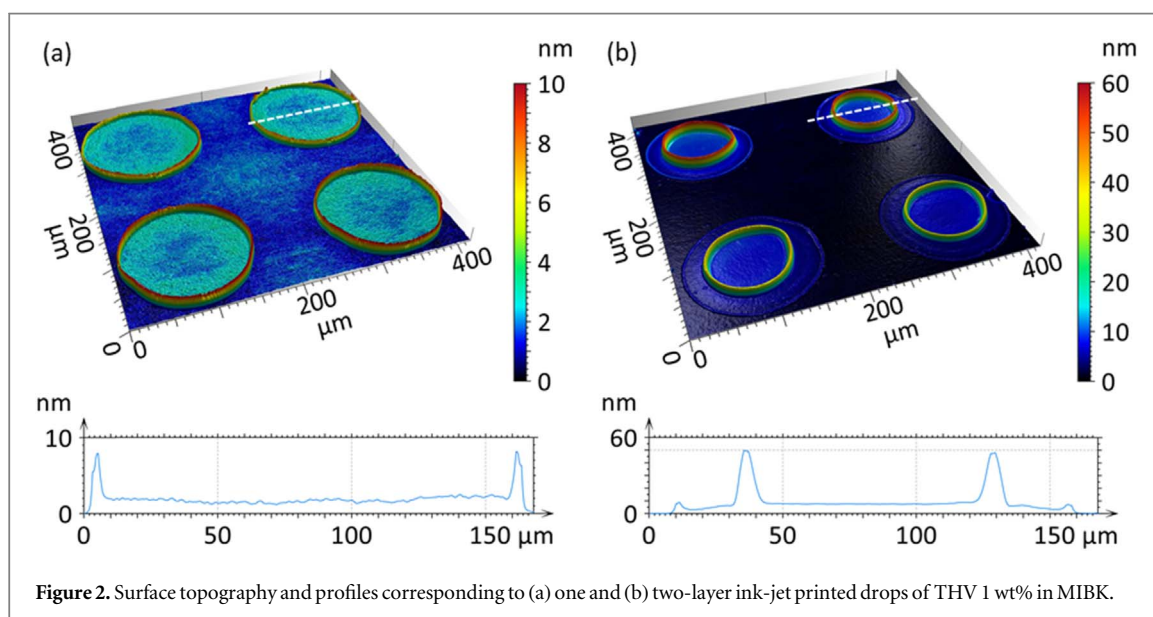 (a)
nm
10
8
6
4
2
0
400
200
μm
0
0
200
μm
400
(b)
nm
60
50
40
30
20
10
0
400
200
μm
0
0
200
μm
400
nm
10
0
0
50
100
150 μm
nm
60
0
0
50
100
150 μm
Figure 2. Surface topography and profiles corresponding to (a) one and (b) two-layer ink-jet printed drops of THV 1 wt% in MIBK.